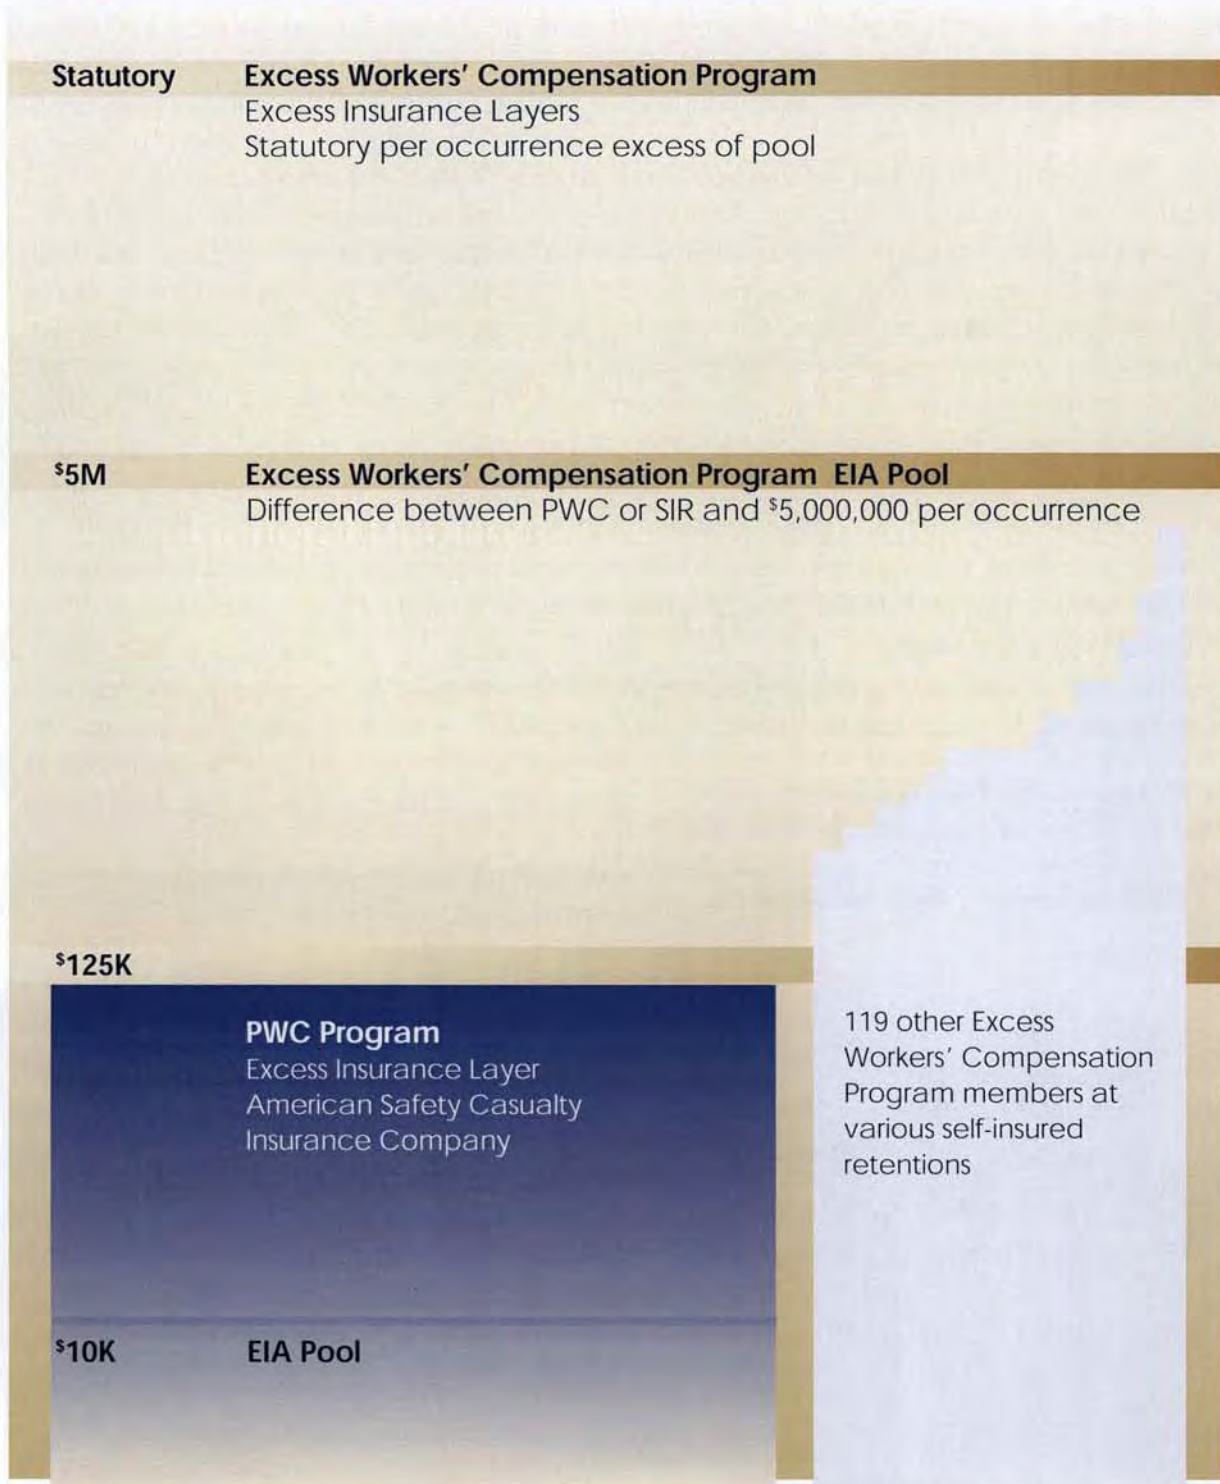 Statutory Excess Workers' Compensation Program
Excess Insurance Layers
Statutory per occurrence excess of pool
$5M Excess Workers' Compensation Program EIA Pool
Difference between PWC or SIR and $5,000,000 per occurrence
$125K
PWC Program
Excess Insurance Layer
American Safety Casualty
Insurance Company
119 other Excess
Workers' Compensation
Program members at
various self-insured
retentions
$10K EIA Pool